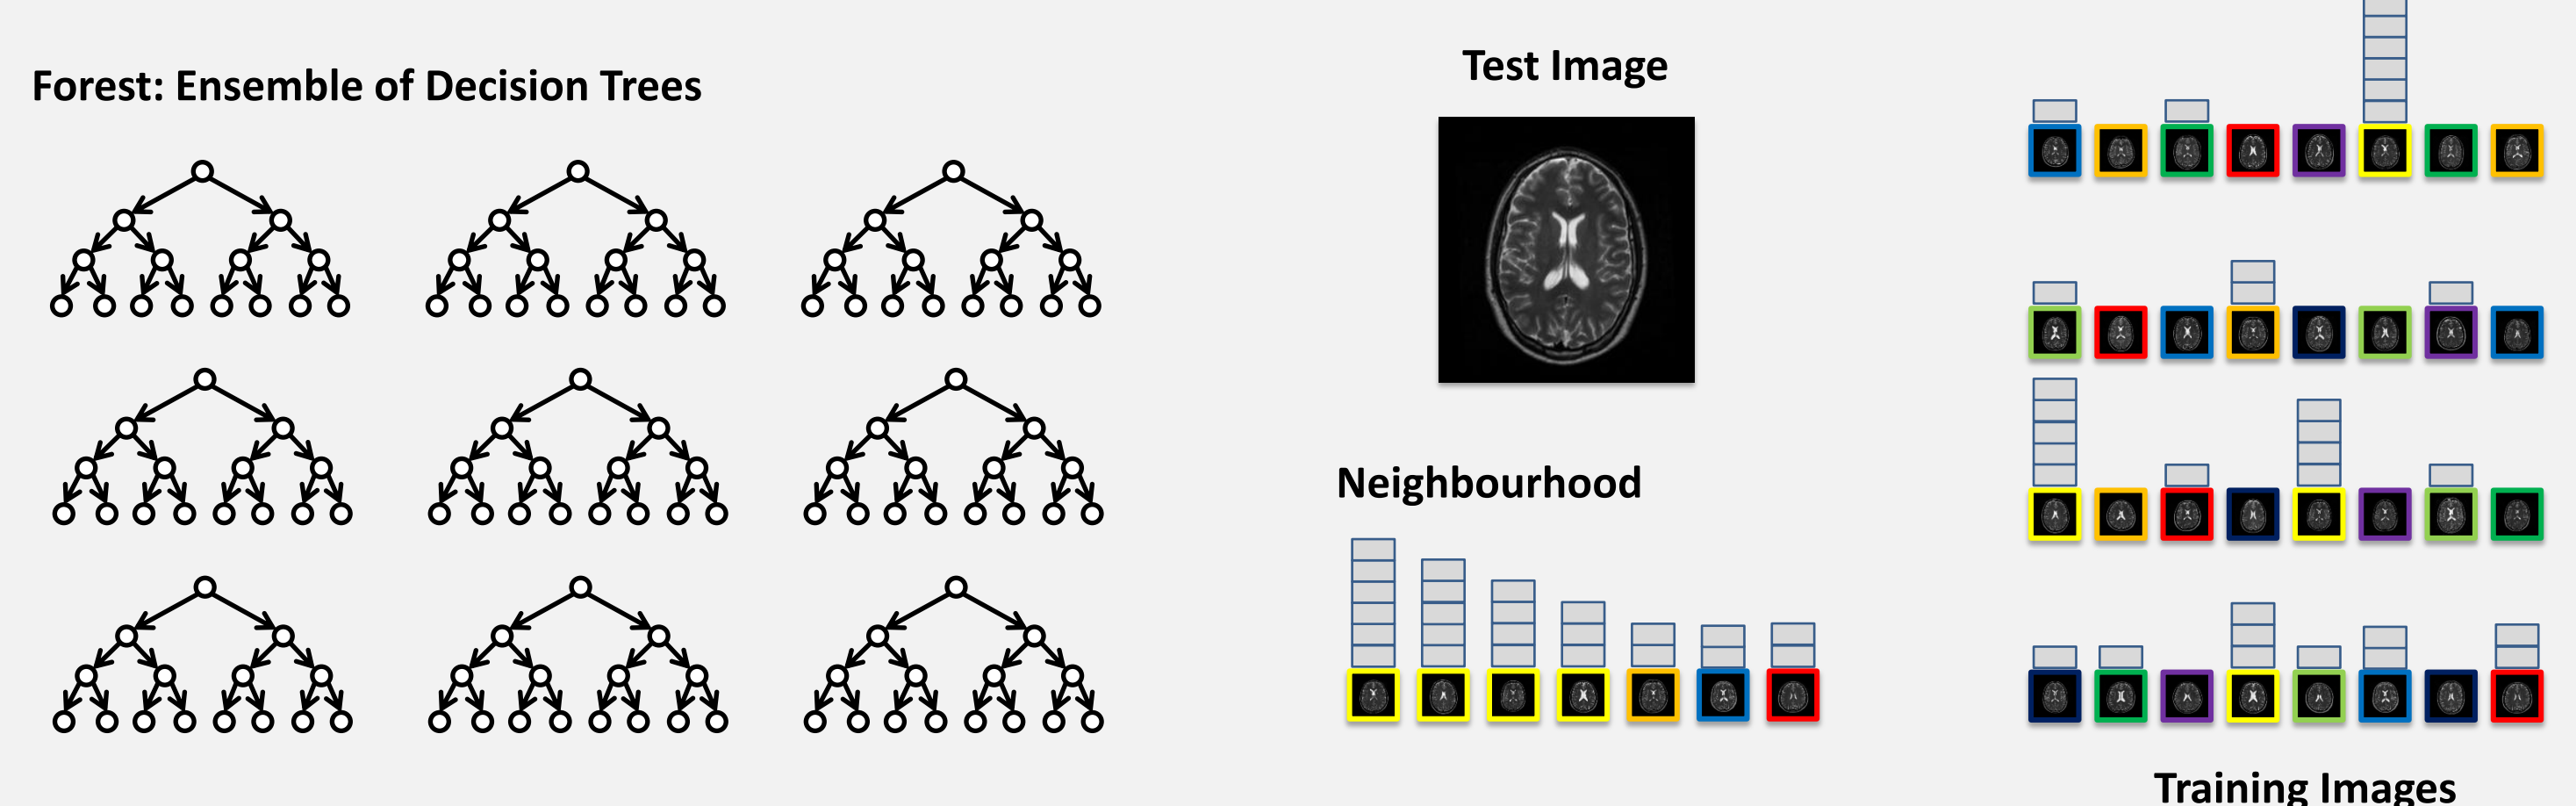 Forest: Ensemble of Decision Trees
Test Image
Neighbourhood
Training Images